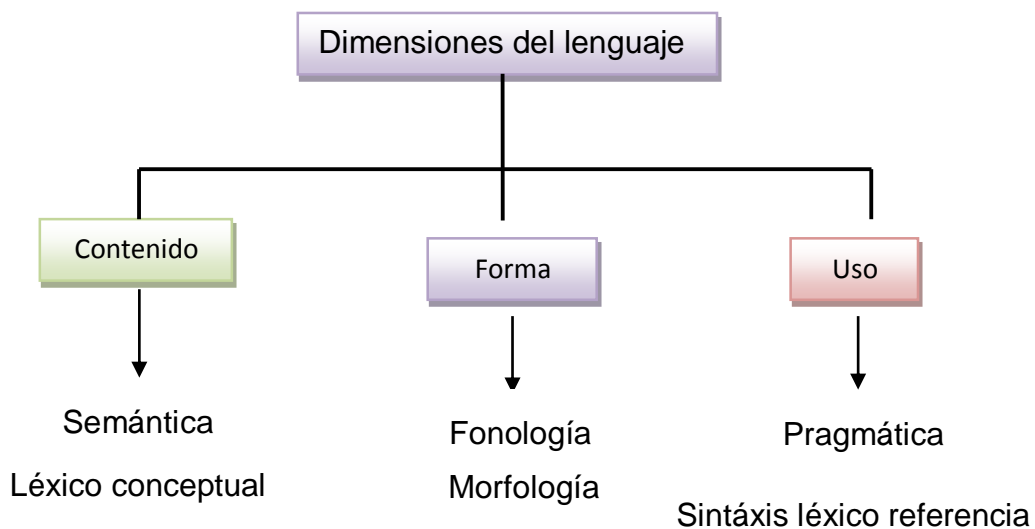 Dimensiones del lenguaje
Contenido
Forma
Uso
Semántica
Léxico conceptual
Fonología
Morfología
Pragmática
Sintáxis léxico referencia